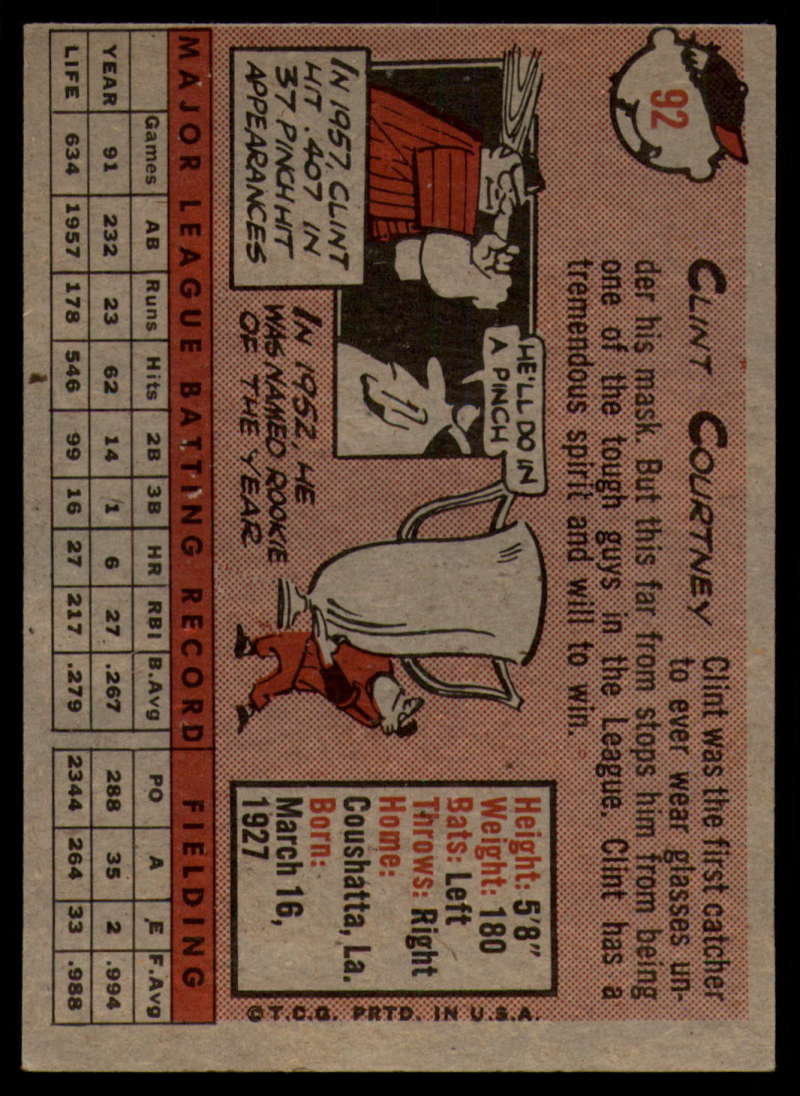 92
CLINT COURTNEY
Clint was the first catcher
to ever wear glasses un-
der his mask. But this far from stops him from being
one of the tough guys in the League. Clint has a
tremendous spirit and will to win.
HE'LL DO IN
A PINCH
IN 1957, CLINT
HIT .407 IN
37 PINCH HIT
APPEARANCES
IN 1952, HE
WAS NAMED ROOKIE
OF THE YEAR
Height: 5'8"
Weight: 180
Bats: Left
Throws: Right
Home:
Coushatta, La.
Born:
March 16,
1927
© T.C.G. PRTD. IN U.S.A.
MAJOR LEAGUE BATTING RECORD FIELDING
Games AB Runs Hits 2B 3B HR RBI B.Avg PO A E F.Avg
YEAR 91 232 23 62 14 1 6 27 .267 288 35 2 .994
LIFE 634 1957 178 546 99 16 27 217 .279 2344 264 33 .988